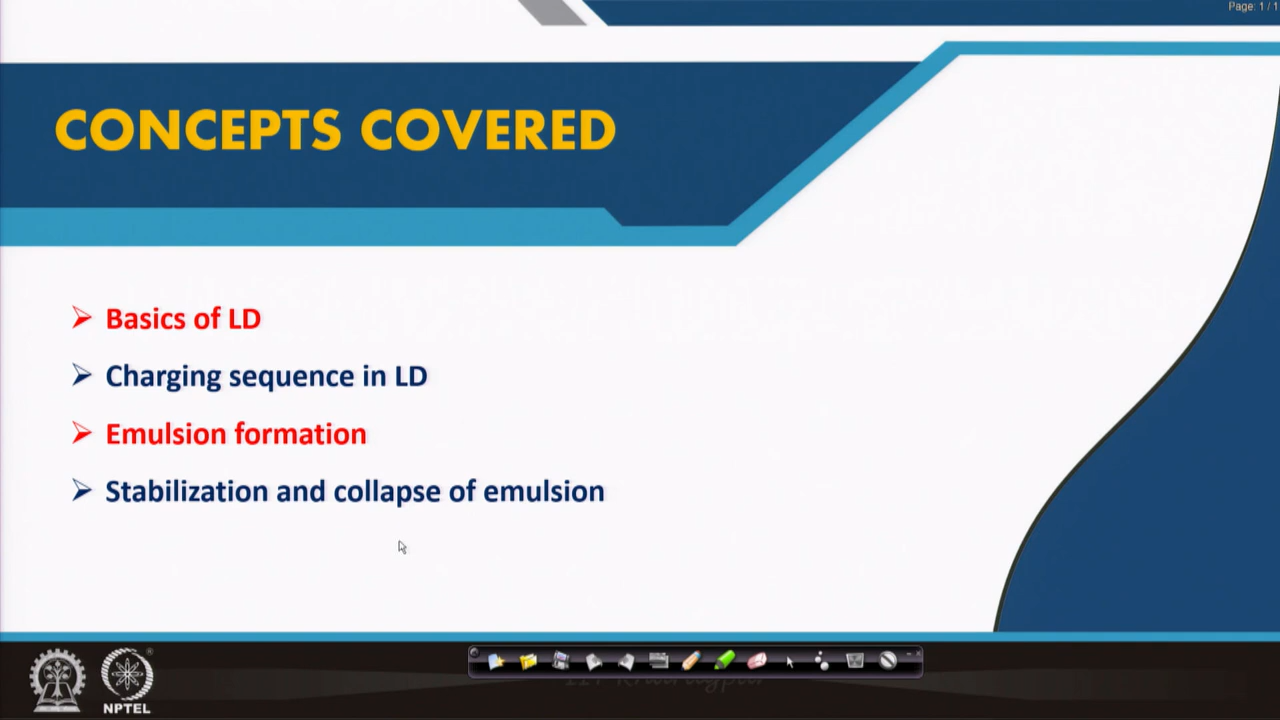 Page: 1 / 1
CONCEPTS COVERED
Basics of LD
Charging sequence in LD
Emulsion formation
Stabilization and collapse of emulsion
NPTEL